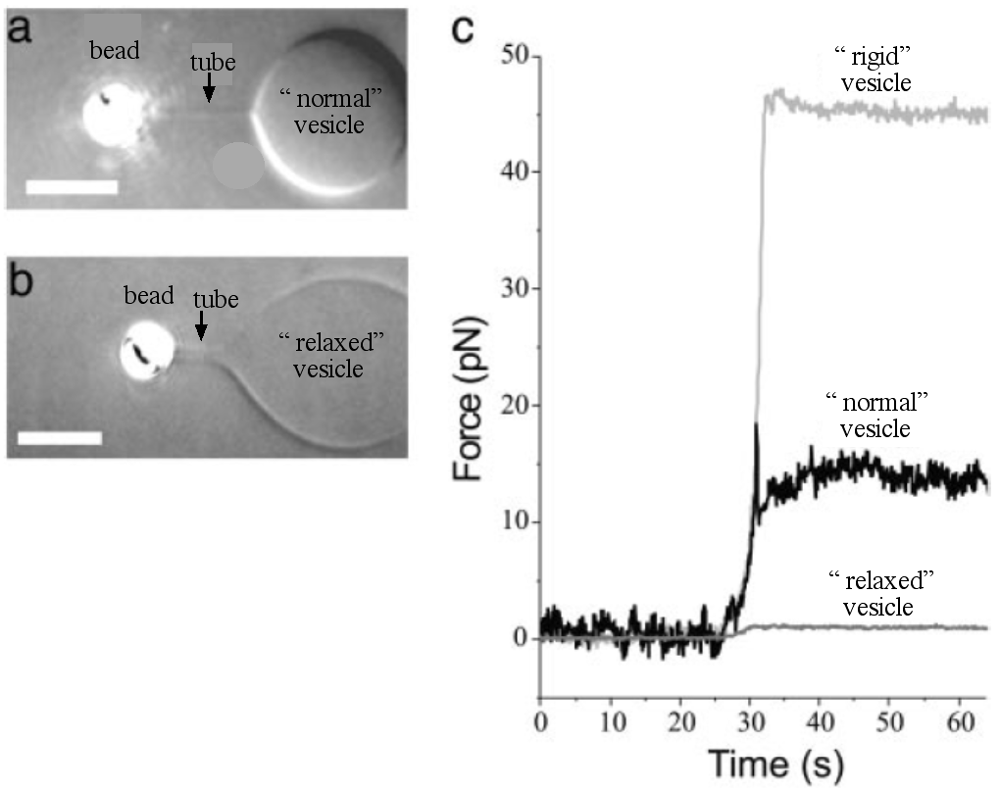 a
bead
tube
“ normal”
vesicle
b
bead
tube
“ relaxed”
vesicle
c
50
40
30
20
10
0
Force (pN)
“ rigid”
vesicle
“ normal”
vesicle
“ relaxed”
vesicle
0 10 20 30 40 50 60
Time (s)